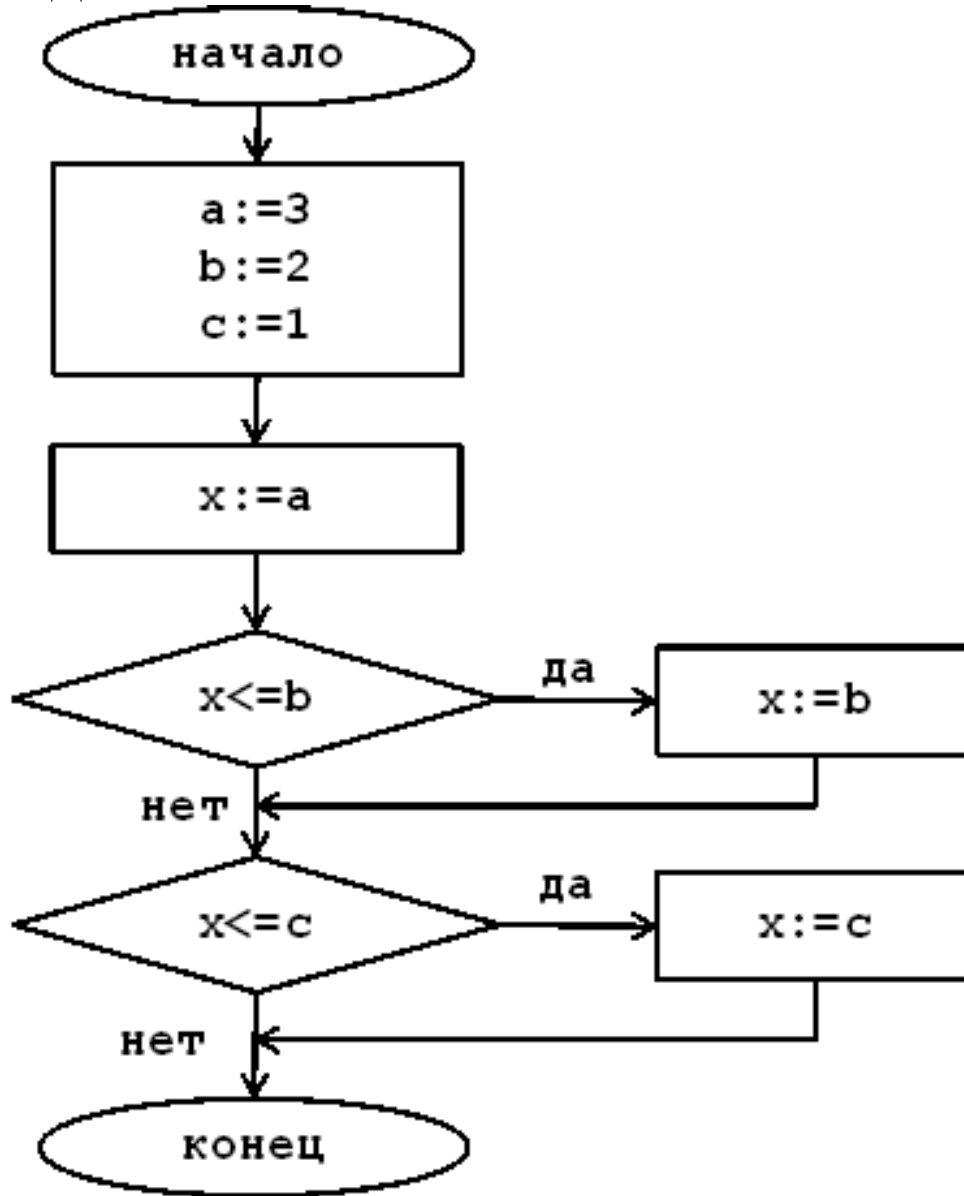 начало
a:=3
b:=2
c:=1
x:=a
x<=b
да
x:=b
нет
x<=c
да
x:=c
нет
конец